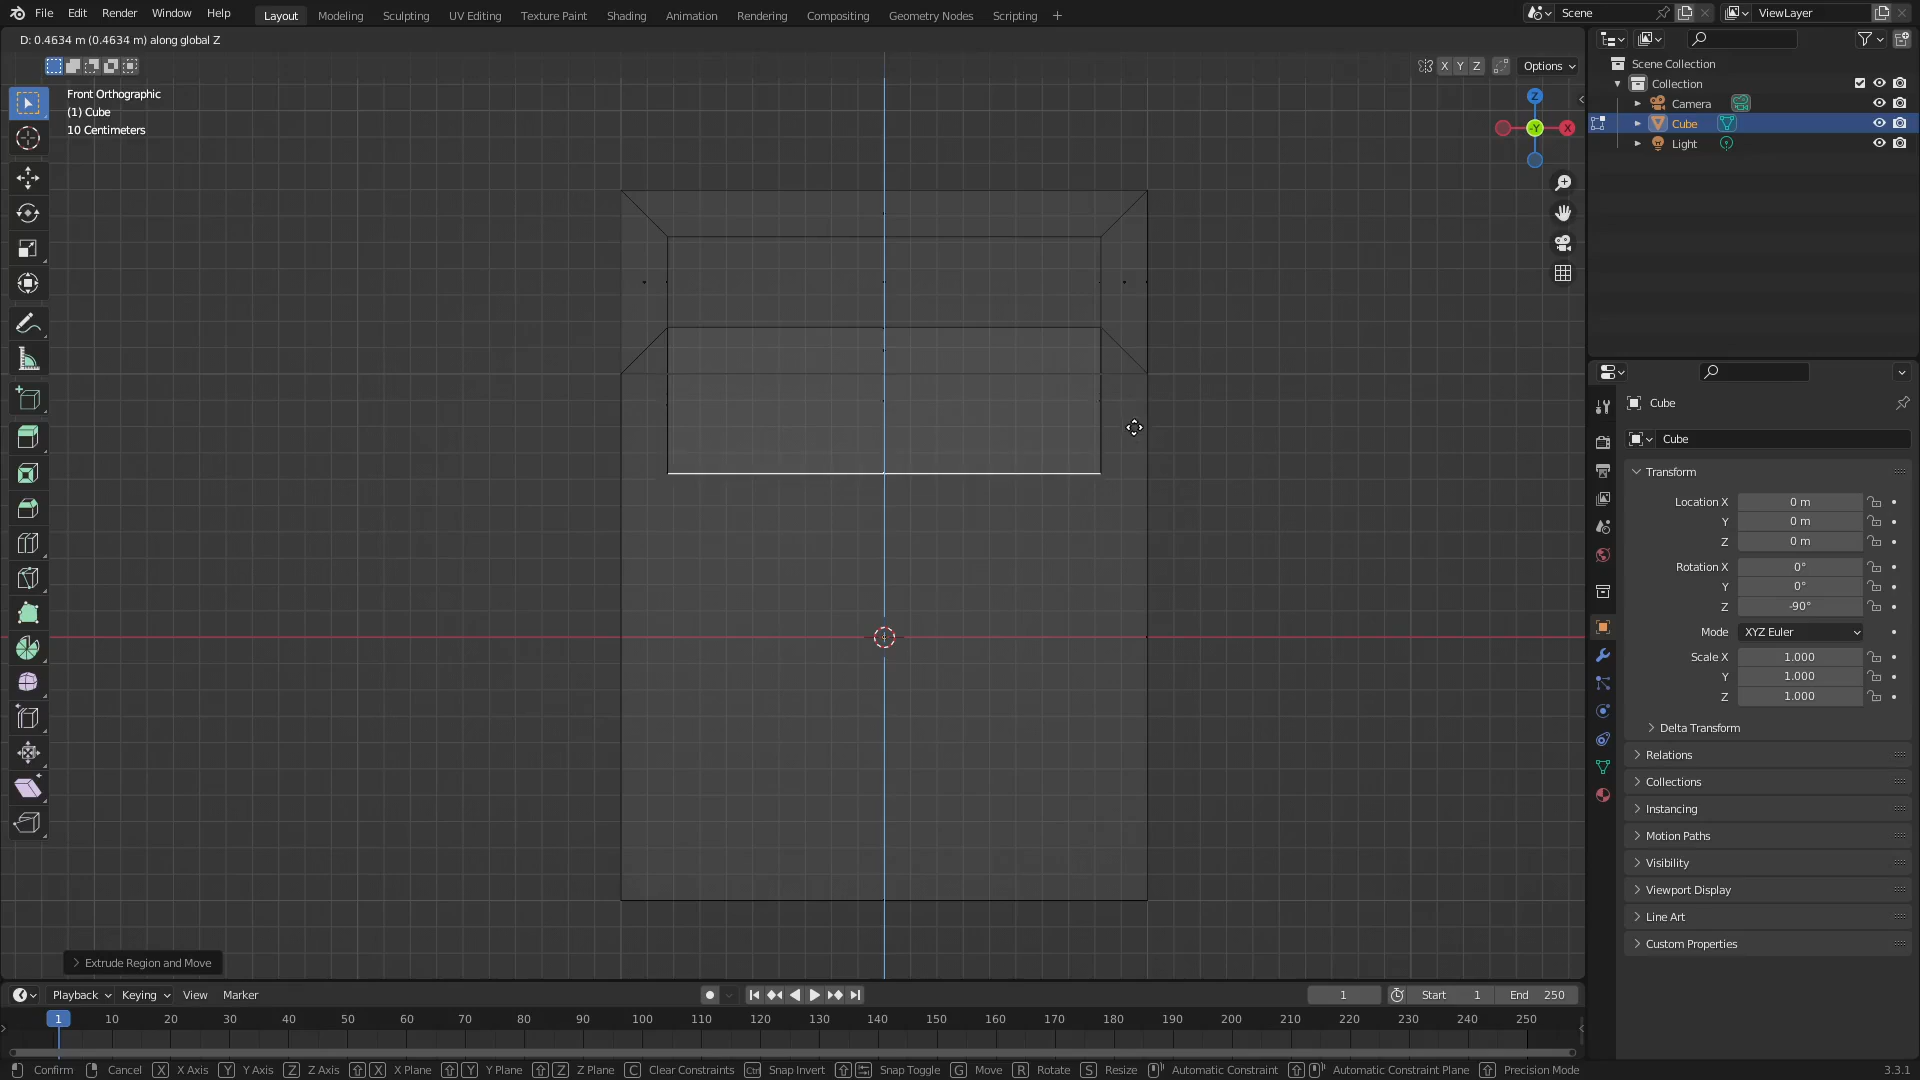 File Edit Render Window Help Layout Modeling Sculpting UV Editing Texture Paint Shading Animation Rendering Compositing Geometry Nodes Scripting Scene ViewLayer
D: 0.4634 m (0.4634 m) along global Z
X Y Z Options
Front Orthographic
(1) Cube
10 Centimeters
Z
-Y X
Scene Collection
Collection
Camera
Cube
Light
Cube
Cube
Transform
Location X 0 m
Y 0 m
Z 0 m
Rotation X 0°
Y 0°
Z -90°
Mode XYZ Euler
Scale X 1.000
Y 1.000
Z 1.000
Delta Transform
Relations
Collections
Instancing
Motion Paths
Visibility
Viewport Display
Line Art
Custom Properties
Extrude Region and Move
Playback Keying View Marker 1 Start 1 End 250
1 10 20 30 40 50 60 70 80 90 100 110 120 130 140 150 160 170 180 190 200 210 220 230 240 250
Confirm Cancel X X Axis Y Y Axis Z Z Axis X X Plane Y Y Plane Z Z Plane C Clear Constraints Ctrl Snap Invert Snap Toggle G Move R Rotate S Resize Automatic Constraint Automatic Constraint Plane Precision Mode 3.3.1